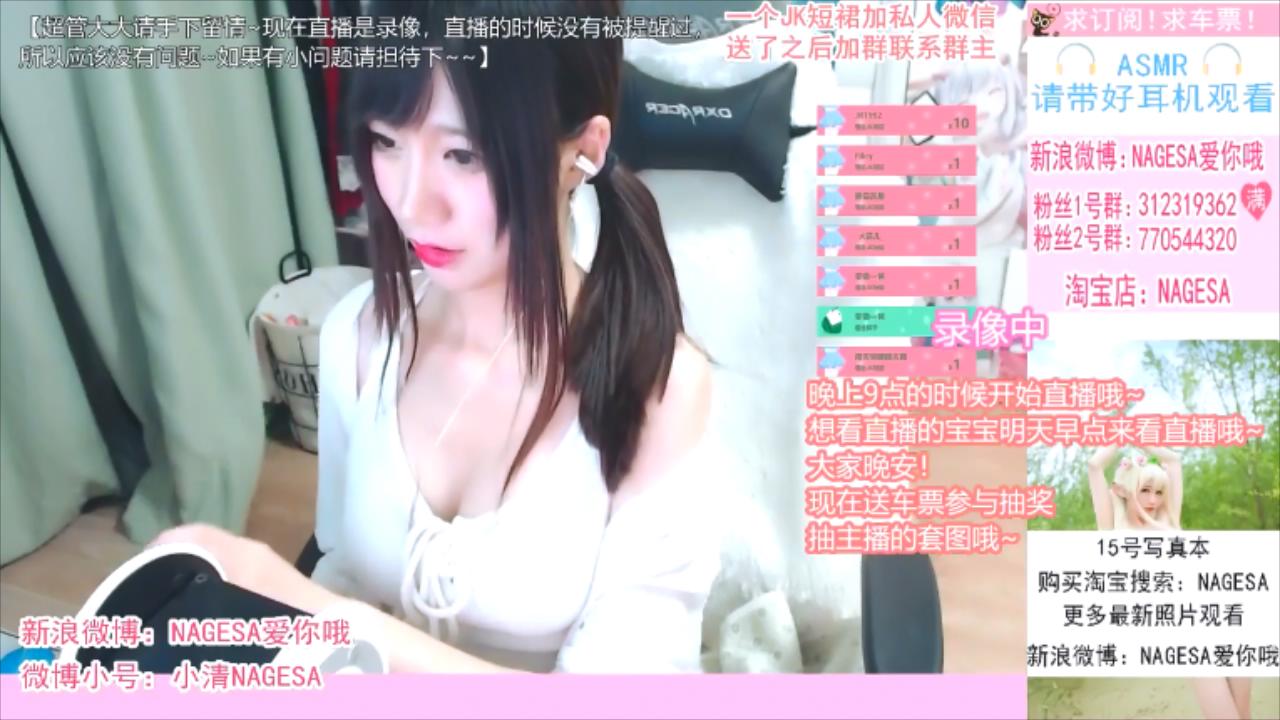 【超管大大请手下留情~现在直播是录像，直播的时候没有被提醒过，
所以应该没有问题~如果有小问题请担待下~~】
一个JK短裙加私人微信
送了之后加群联系群主
求订阅!求车票!
ASMR
请带好耳机观看
DXRACER
x10
x1
x1
x1
x1
x1
新浪微博：NAGESA爱你哦
粉丝1号群：312319362
满
粉丝2号群：770544320
淘宝店：NAGESA
录像中
晚上9点的时候开始直播哦~
想看直播的宝宝明天早点来看直播哦~
大家晚安!
现在送车票参与抽奖
抽主播的套图哦~
15号写真本
购买淘宝搜索：NAGESA
更多最新照片观看
新浪微博：NAGESA爱你哦
新浪微博：NAGESA爱你哦
微博小号：小清NAGESA